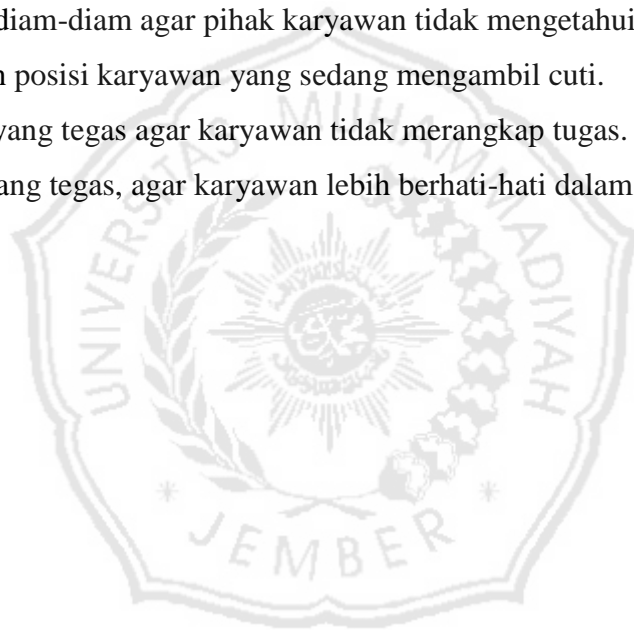 diam-diam agar pihak karyawan tidak mengetahui
n posisi karyawan yang sedang mengambil cuti.
yang tegas agar karyawan tidak merangkap tugas.
ang tegas, agar karyawan lebih berhati-hati dalam
UNIVERSITAS MUHAMMADIYAH
JEMBER